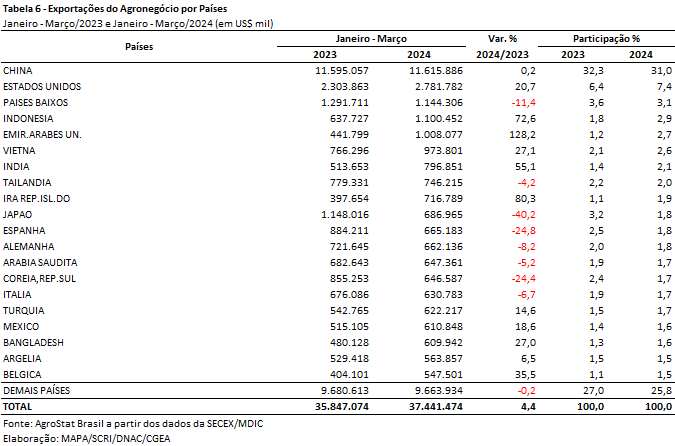 Tabela 6 - Exportações do Agronegócio por Países
Janeiro - Março/2023 e Janeiro - Março/2024 (em US$ mil)
Países Janeiro - Março Var. % Participação %
2023 2024 2024/2023 2023 2024
CHINA 11.595.057 11.615.886 0,2 32,3 31,0
ESTADOS UNIDOS 2.303.863 2.781.782 20,7 6,4 7,4
PAISES BAIXOS 1.291.711 1.144.306 -11,4 3,6 3,1
INDONESIA 637.727 1.100.452 72,6 1,8 2,9
EMIR.ARABES UN. 441.799 1.008.077 128,2 1,2 2,7
VIETNA 766.296 973.801 27,1 2,1 2,6
INDIA 513.653 796.851 55,1 1,4 2,1
TAILANDIA 779.331 746.215 -4,2 2,2 2,0
IRA REP.ISL.DO 397.654 716.789 80,3 1,1 1,9
JAPAO 1.148.016 686.965 -40,2 3,2 1,8
ESPANHA 884.211 665.183 -24,8 2,5 1,8
ALEMANHA 721.645 662.136 -8,2 2,0 1,8
ARABIA SAUDITA 682.643 647.361 -5,2 1,9 1,7
COREIA,REP.SUL 855.253 646.587 -24,4 2,4 1,7
ITALIA 676.086 630.783 -6,7 1,9 1,7
TURQUIA 542.765 622.217 14,6 1,5 1,7
MEXICO 515.105 610.848 18,6 1,4 1,6
BANGLADESH 480.128 609.942 27,0 1,3 1,6
ARGELIA 529.418 563.857 6,5 1,5 1,5
BELGICA 404.101 547.501 35,5 1,1 1,5
DEMAIS PAÍSES 9.680.613 9.663.934 -0,2 27,0 25,8
TOTAL 35.847.074 37.441.474 4,4 100,0 100,0
Fonte: AgroStat Brasil a partir dos dados da SECEX/MDIC
Elaboração: MAPA/SCRI/DNAC/CGEA